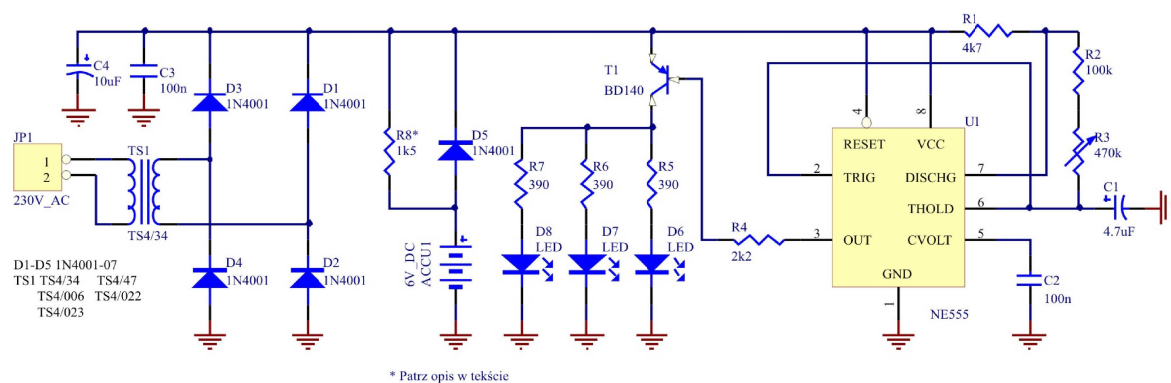 C4
10uF
C3
100n
D3
1N4001
D1
1N4001
JP1
1
2
230V_AC
TS1
TS4/34
D4
1N4001
D2
1N4001
D1-D5 1N4001-07
TS1 TS4/34 TS4/47
TS4/006 TS4/022
TS4/023
R8*
1k5
D5
1N4001
6V_DC
ACCU1
T1
BD140
R7
390
R6
390
R5
390
D8
LED
D7
LED
D6
LED
R4
2k2
R1
4k7
R2
100k
R3
470k
C1
4.7uF
C2
100n
U1
4
8
RESET
VCC
2
TRIG
DISCHG
7
THOLD
6
3
OUT
CVOLT
5
GND
1
NE555
* Patrz opis w tekście